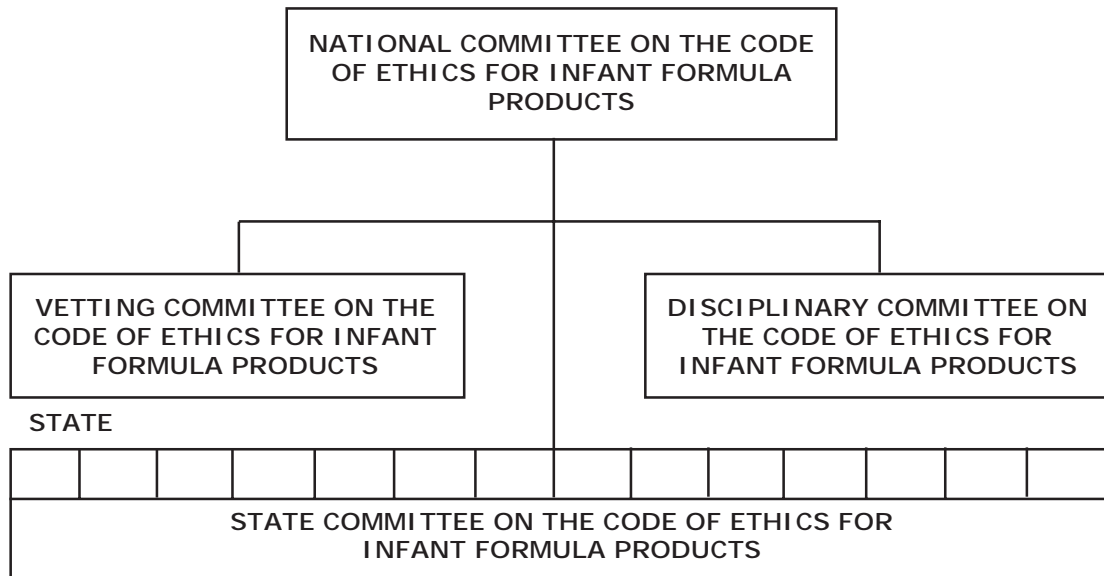 NATIONAL COMMITTEE ON THE CODE
OF ETHICS FOR INFANT FORMULA
PRODUCTS
VETTING COMMITTEE ON THE
CODE OF ETHICS FOR INFANT
FORMULA PRODUCTS
DISCIPLINARY COMMITTEE ON
THE CODE OF ETHICS FOR
INFANT FORMULA PRODUCTS
STATE
STATE COMMITTEE ON THE CODE OF ETHICS FOR
INFANT FORMULA PRODUCTS